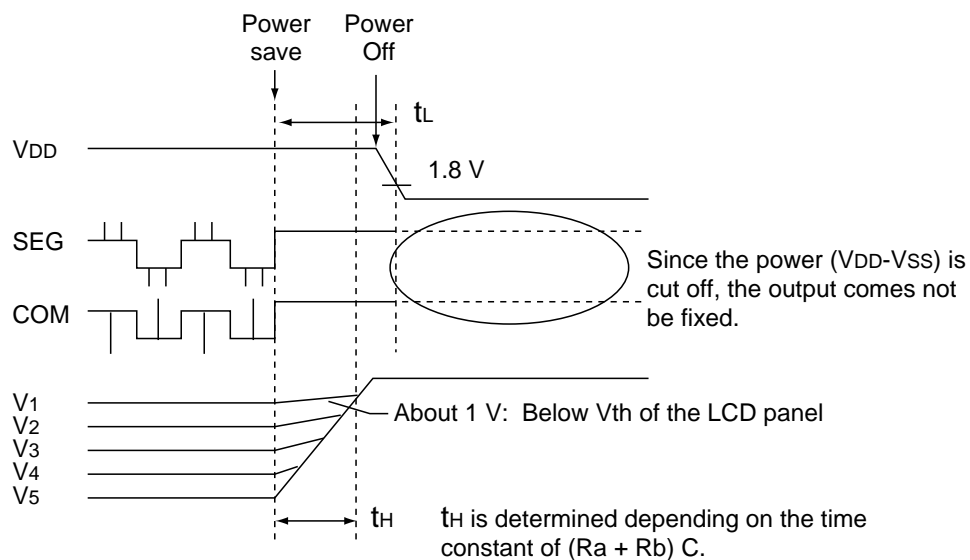 Power
save
Power
Off
tL
VDD
1.8 V
SEG
Since the power (VDD-VSS) is
cut off, the output comes not
be fixed.
COM
V1
About 1 V: Below Vth of the LCD panel
V2
V3
V4
V5
tH
tH is determined depending on the time
constant of (Ra + Rb) C.